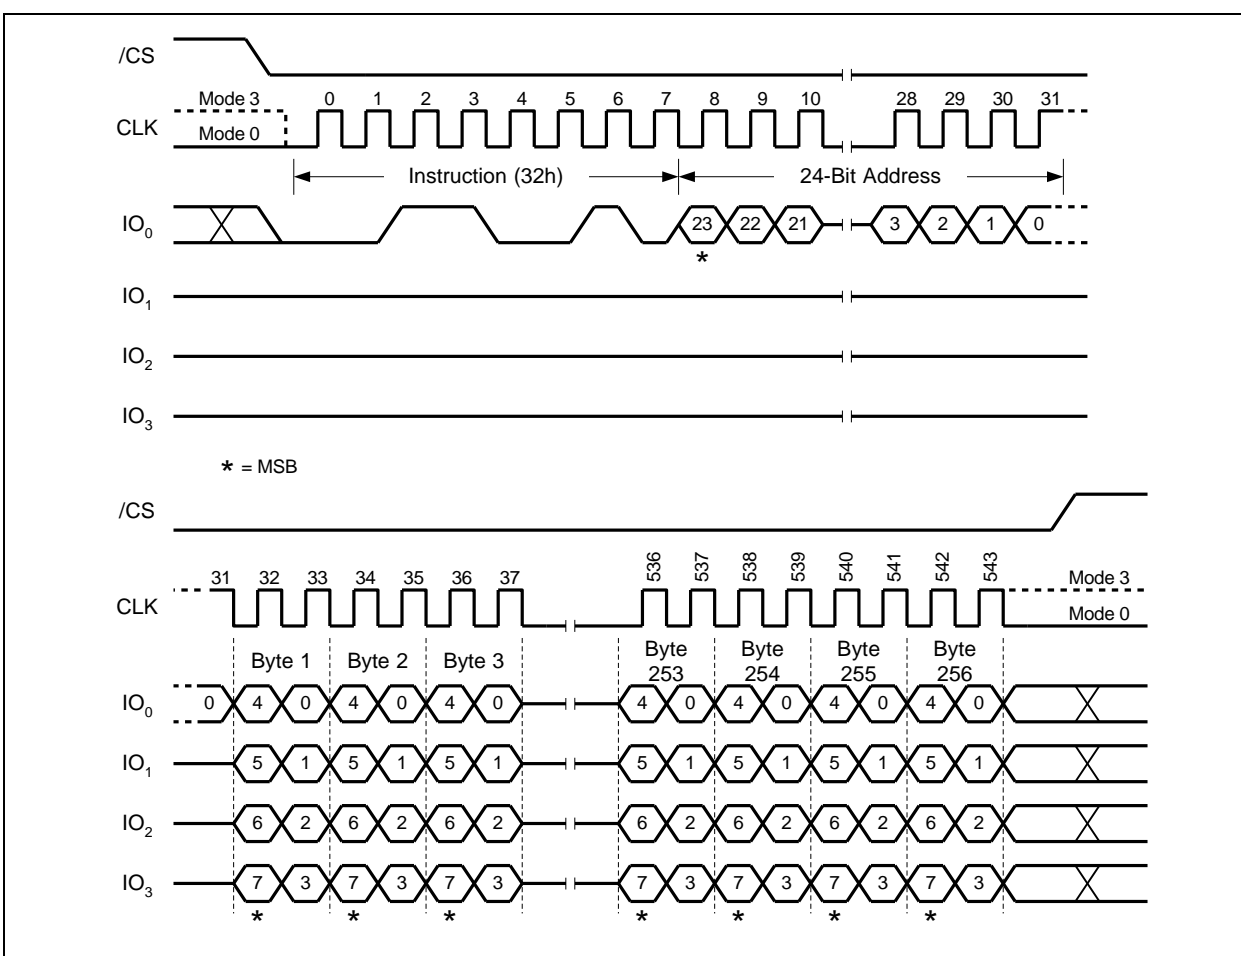 /CS
Mode 3 0 1 2 3 4 5 6 7 8 9 10 28 29 30 31
CLK
Mode 0
Instruction (32h) 24-Bit Address
IO0 23 22 21 3 2 1 0
*
IO1
IO2
IO3
* = MSB
/CS
31 32 33 34 35 36 37 536 537 538 539 540 541 542 543 Mode 3
CLK Mode 0
Byte 1 Byte 2 Byte 3 Byte 253 Byte 254 Byte 255 Byte 256
IO0 0 4 0 4 0 4 0 4 0 4 0 4 0 4 0
IO1 5 1 5 1 5 1 5 1 5 1 5 1 5 1
IO2 6 2 6 2 6 2 6 2 6 2 6 2 6 2
IO3 7 3 7 3 7 3 7 3 7 3 7 3 7 3
* * * * * * *